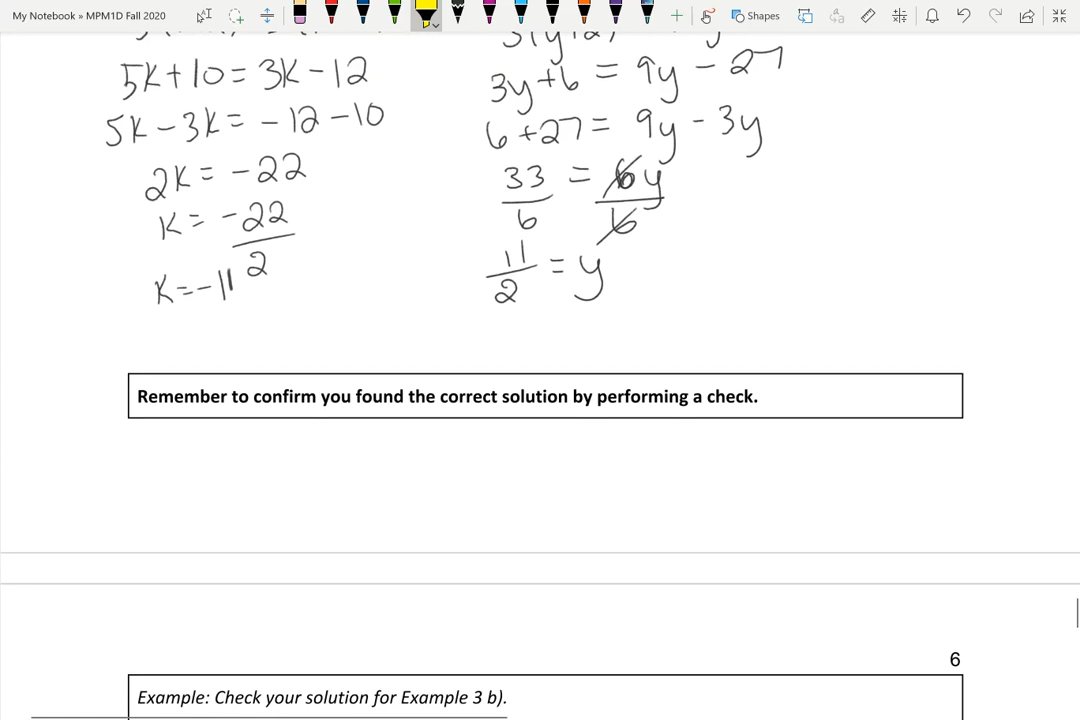 My Notebook » MPM1D Fall 2020
Shapes
5k+10=3k-12
5k-3k=-12-10
2k=-22
k=-22
2
k=-11
3y+6=9y-27
6+27=9y-3y
33=6y
6 6
11=y
2
Remember to confirm you found the correct solution by performing a check.
6
Example: Check your solution for Example 3 b).